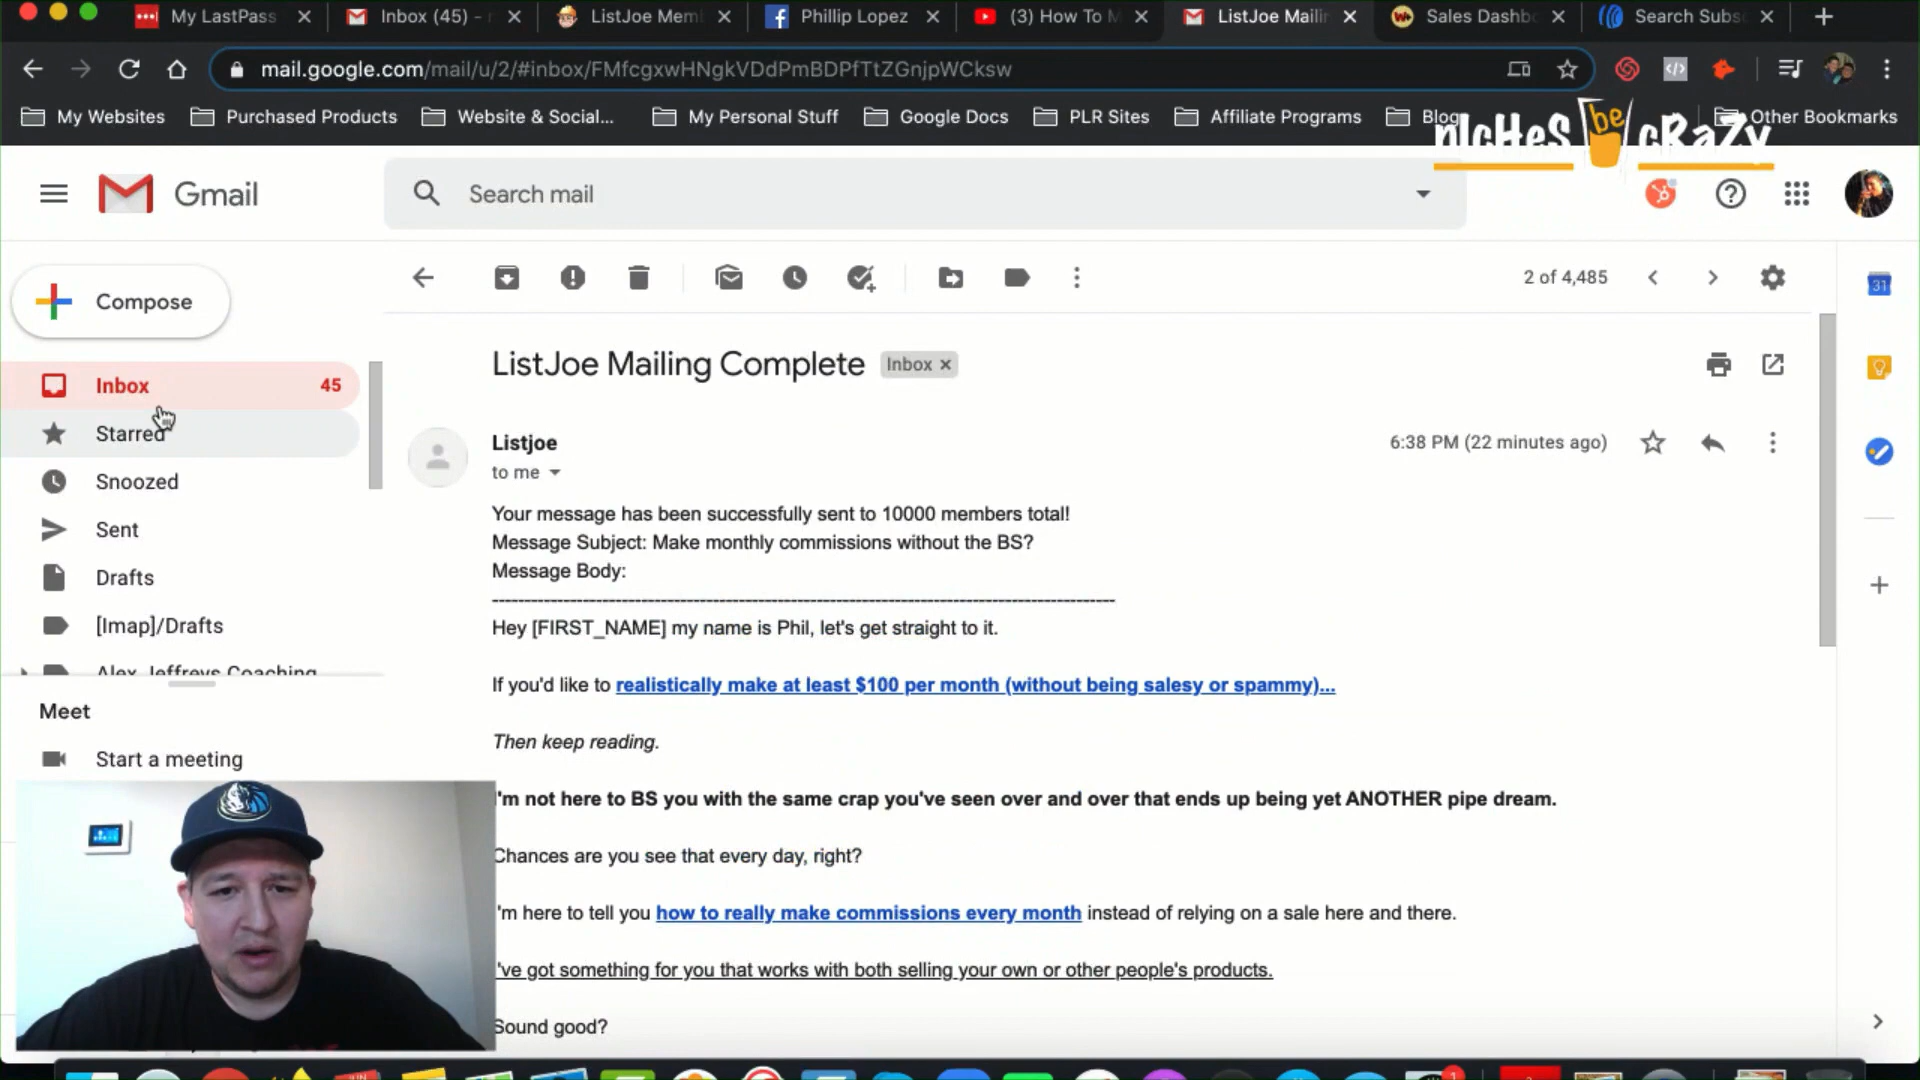 My LastPass
Inbox (45) -
ListJoe Mem
Phillip Lopez
(3) How To M
ListJoe Mailin
Sales Dashb
Search Subs
mail.google.com/mail/u/2/#inbox/FMfcgxwHNgkVDdPmBDPfTtZGnjpWCksw
My Websites
Purchased Products
Website & Social...
My Personal Stuff
Google Docs
PLR Sites
Affiliate Programs
Blog
Other Bookmarks
nIcHeS be cRaZy
Gmail
Search mail
Compose
2 of 4,485
31
Inbox 45
Starred
Snoozed
Sent
Drafts
[Imap]/Drafts
Alex Jeffreys Coaching
Meet
Start a meeting
ListJoe Mailing Complete Inbox x
Listjoe
6:38 PM (22 minutes ago)
to me
Your message has been successfully sent to 10000 members total!
Message Subject: Make monthly commissions without the BS?
Message Body:
Hey [FIRST_NAME] my name is Phil, let's get straight to it.
If you'd like to realistically make at least $100 per month (without being salesy or spammy)...
Then keep reading.
I'm not here to BS you with the same crap you've seen over and over that ends up being yet ANOTHER pipe dream.
Chances are you see that every day, right?
'm here to tell you how to really make commissions every month instead of relying on a sale here and there.
've got something for you that works with both selling your own or other people's products.
Sound good?
JUN
1